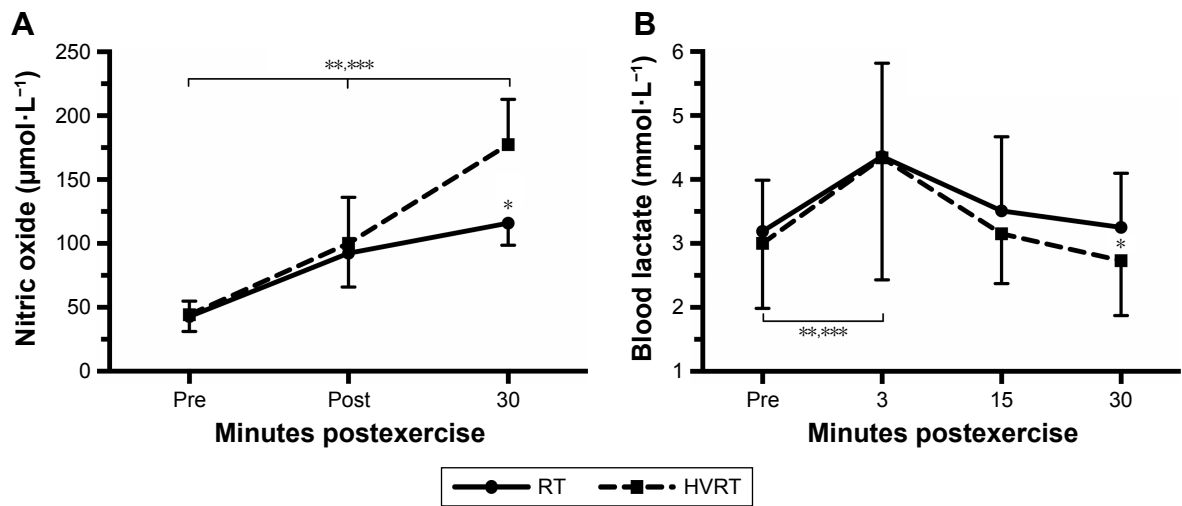 A
Nitric oxide (µmol·L⁻¹)
250
200
150
100
50
0
**,***
*
Pre Post 30
Minutes postexercise
B
Blood lactate (mmol·L⁻¹)
6
5
4
3
2
1
*
**,***
Pre 3 15 30
Minutes postexercise
RT HVRT